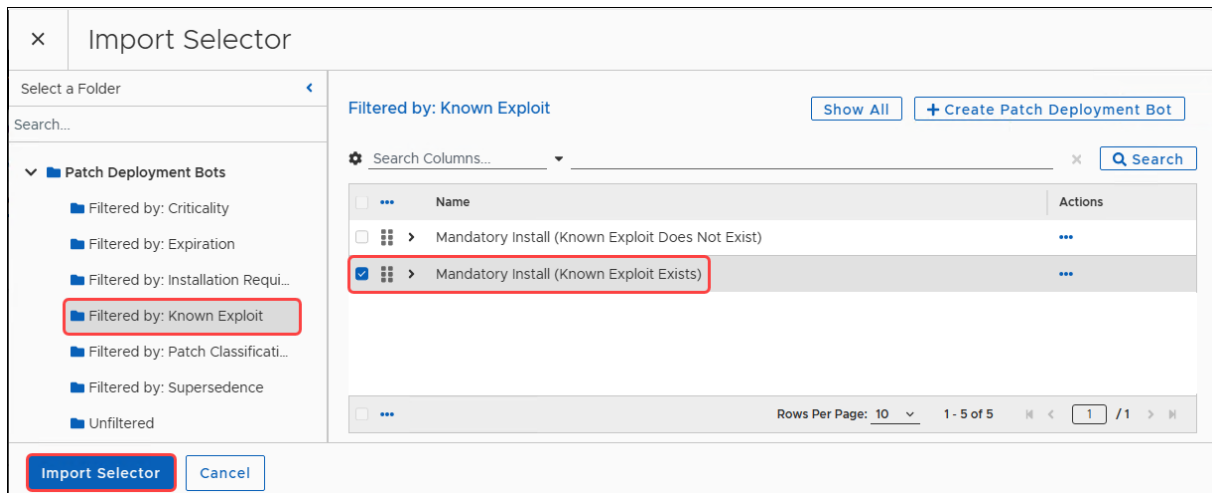 × Import Selector
Select a Folder
Search...
Patch Deployment Bots
Filtered by: Criticality
Filtered by: Expiration
Filtered by: Installation Requi...
Filtered by: Known Exploit
Filtered by: Patch Classificati...
Filtered by: Supersedence
Unfiltered
Filtered by: Known Exploit
Show All
+ Create Patch Deployment Bot
Search Columns...
× Search
Name Actions
Mandatory Install (Known Exploit Does Not Exist)
Mandatory Install (Known Exploit Exists)
Rows Per Page: 10 1 - 5 of 5 1 / 1
Import Selector Cancel